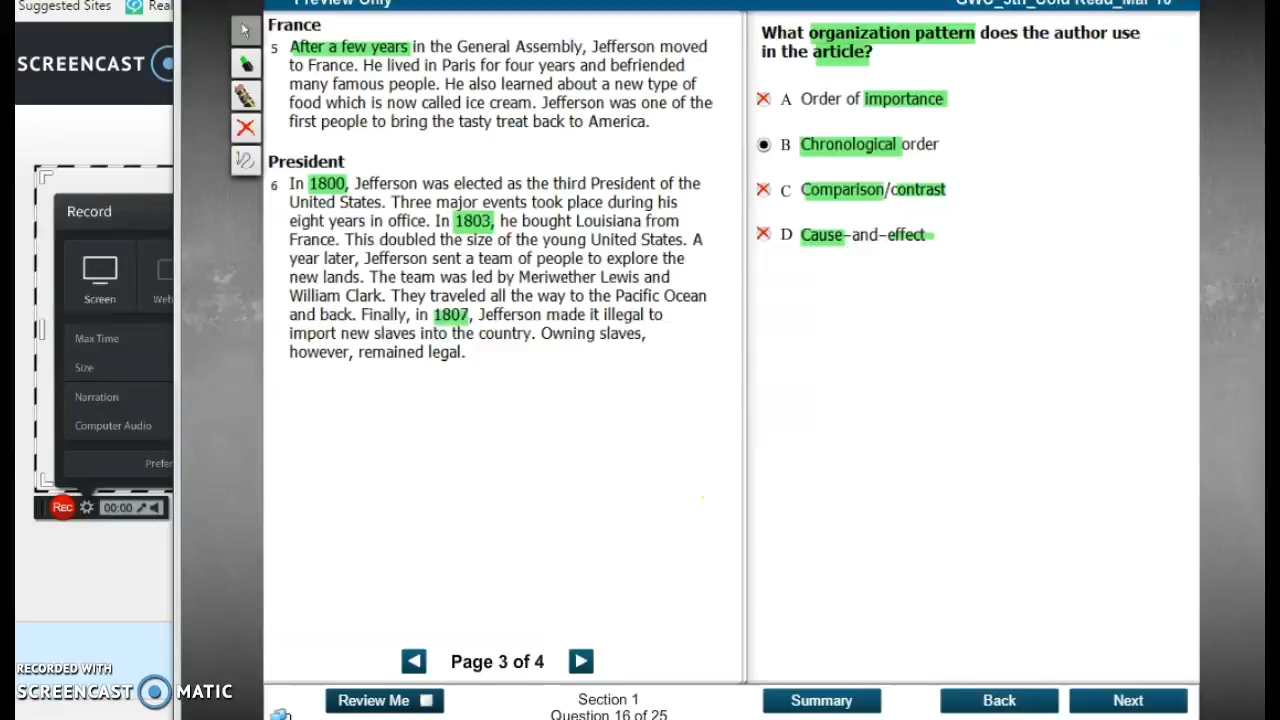 Suggested Sites
Rea
SCREENCAST
Record
Screen
Web
Max Time
Size
Narration
Computer Audio
Prefer
REC
00:00
RECORDED WITH
SCREENCAST MATIC
Preview Only
France
5 After a few years in the General Assembly, Jefferson moved
to France. He lived in Paris for four years and befriended
many famous people. He also learned about a new type of
food which is now called ice cream. Jefferson was one of the
first people to bring the tasty treat back to America.
President
6 In 1800, Jefferson was elected as the third President of the
United States. Three major events took place during his
eight years in office. In 1803, he bought Louisiana from
France. This doubled the size of the young United States. A
year later, Jefferson sent a team of people to explore the
new lands. The team was led by Meriwether Lewis and
William Clark. They traveled all the way to the Pacific Ocean
and back. Finally, in 1807, Jefferson made it illegal to
import new slaves into the country. Owning slaves,
however, remained legal.
Page 3 of 4
What organization pattern does the author use
in the article?
A Order of importance
B Chronological order
C Comparison/contrast
D Cause-and-effect
Review Me
Section 1
Question 16 of 25
Summary
Back
Next